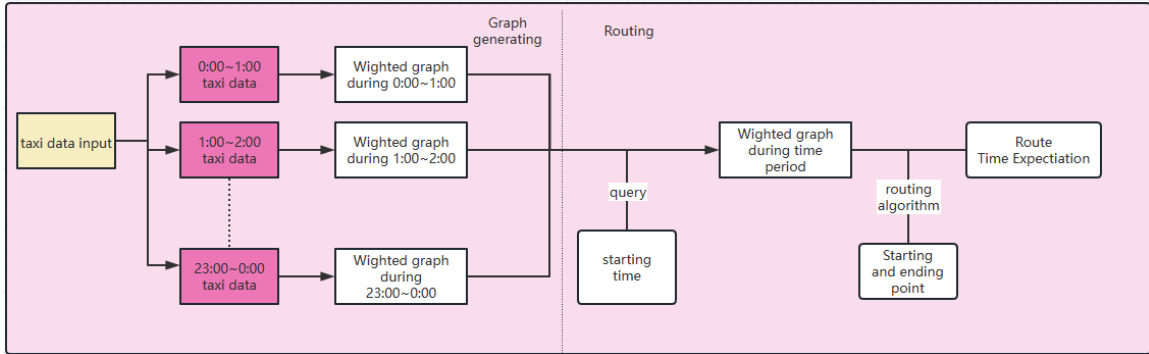 Graph
generating
Routing
taxi data input
0:00~1:00
taxi data
Wighted graph
during 0:00~1:00
1:00~2:00
taxi data
Wighted graph
during 1:00~2:00
23:00~0:00
taxi data
Wighted graph
during
23:00~0:00
query
starting
time
Wighted graph
during time
period
routing
algorithm
Starting
and ending
point
Route
Time Expectiation